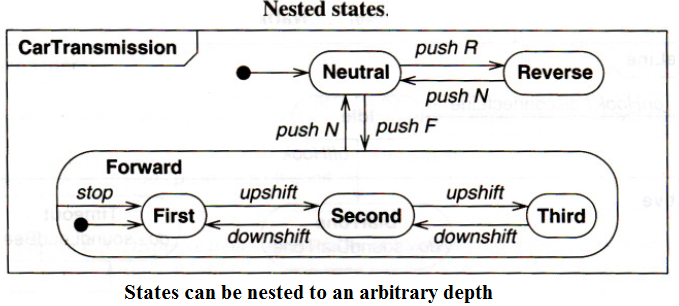 Nested states.
CarTransmission
push R
Neutral
Reverse
push N
push N
push F
Forward
stop
upshift
upshift
First
Second
Third
downshift
downshift
States can be nested to an arbitrary depth